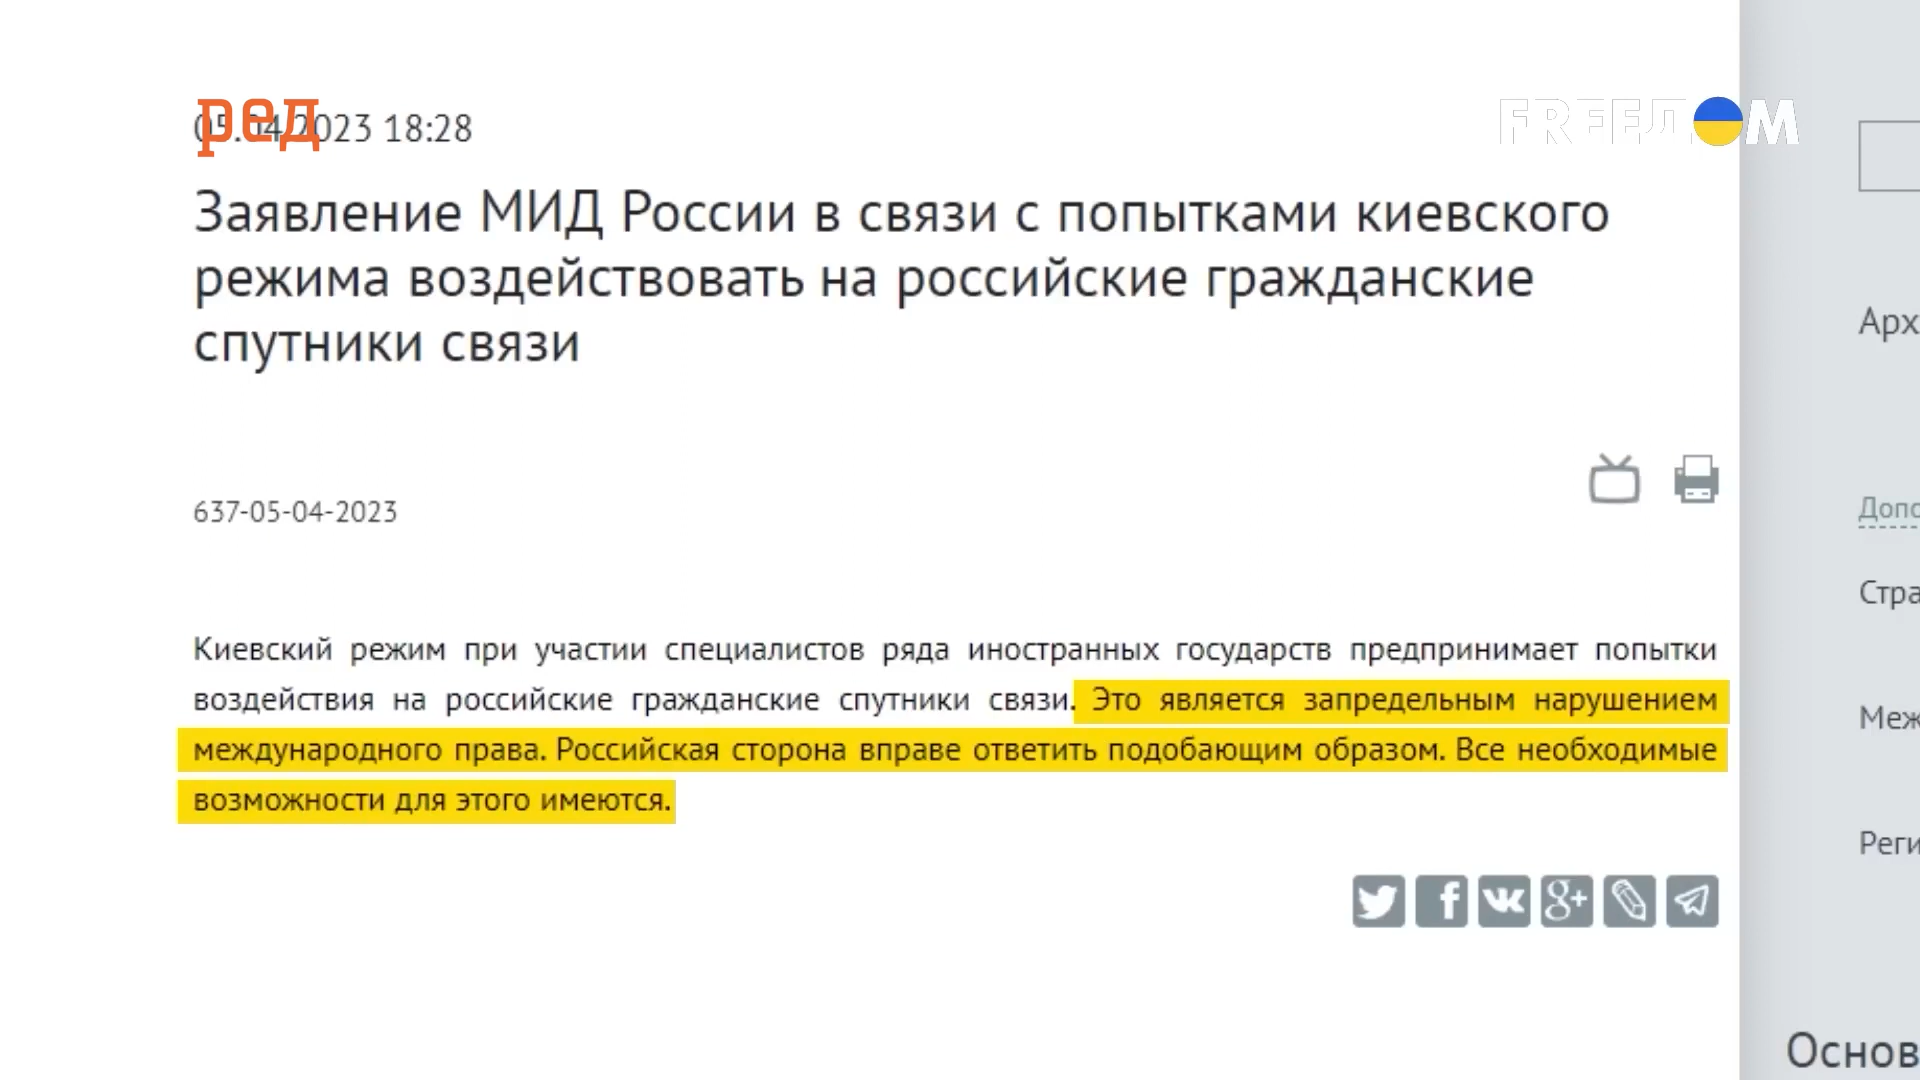 ред
FREEДOM
05.04.2023 18:28
Заявление МИД России в связи с попытками киевского
режима воздействовать на российские гражданские
спутники связи
637-05-04-2023
Киевский режим при участии специалистов ряда иностранных государств предпринимает попытки
воздействия на российские гражданские спутники связи. Это является запредельным нарушением
международного права. Российская сторона вправе ответить подобающим образом. Все необходимые
возможности для этого имеются.
Арх
Допо
Стра
Меж
Реги
Основ